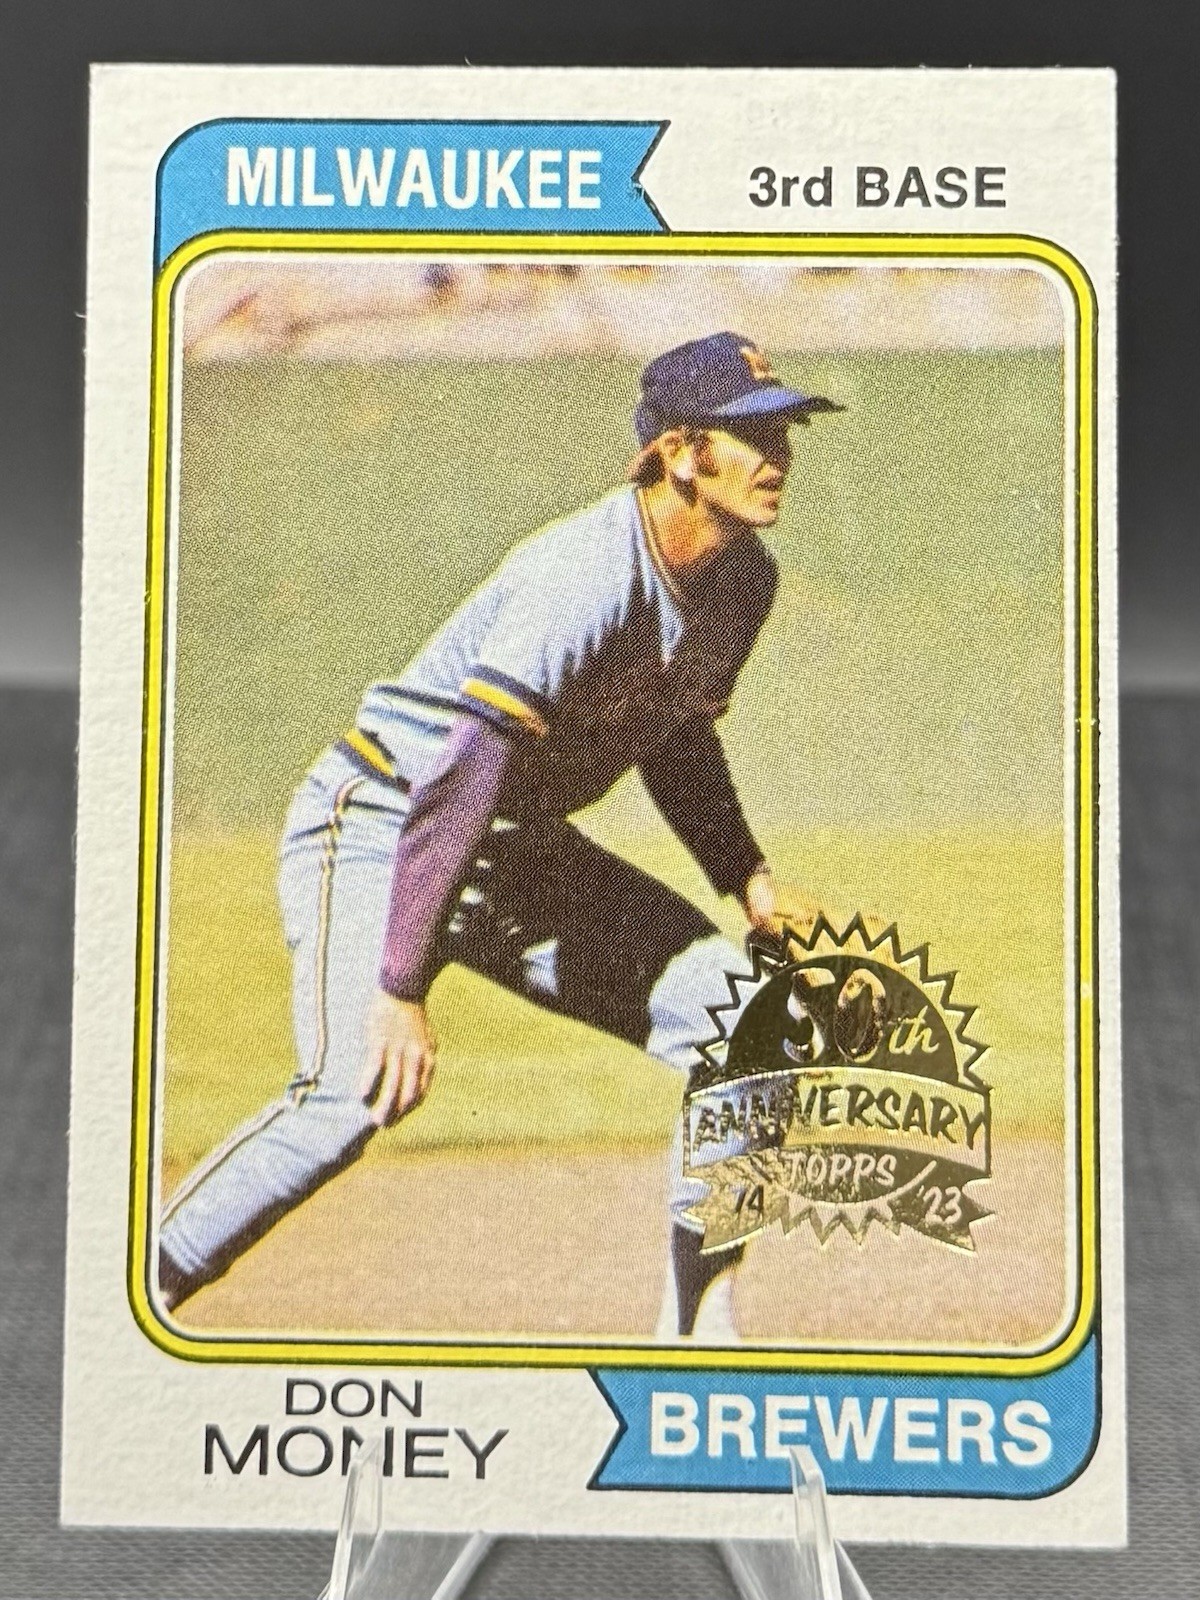 MILWAUKEE
3rd BASE
M
50th
ANNIVERSARY
TOPPS
'74 '23
DON
MONEY
BREWERS